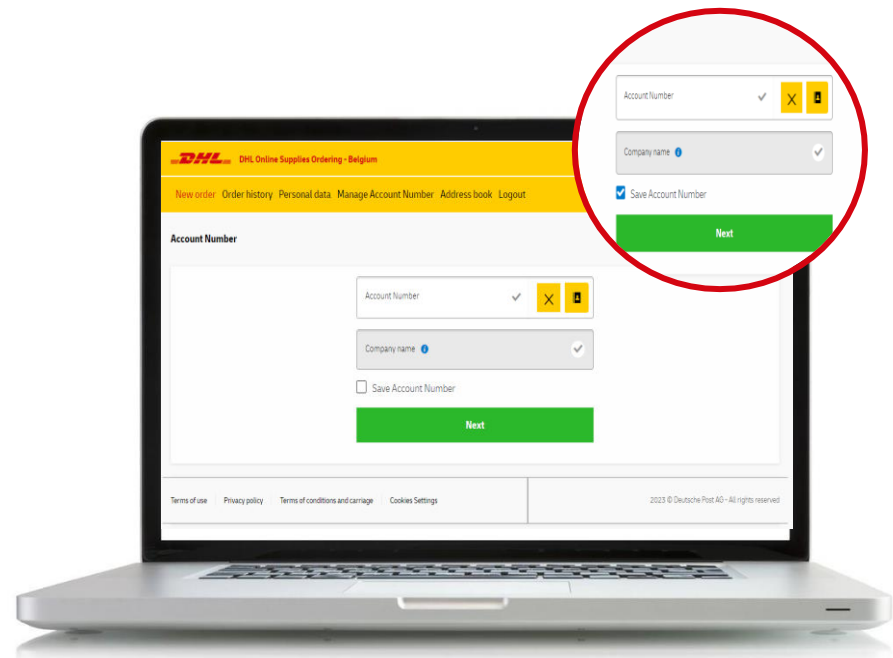 Account Number
Company name
Save Account Number
Next
DHL DHL Online Supplies Ordering - Belgium
New order Order history Personal data Manage Account Number Address book Logout
Account Number
Account Number
Company name
Save Account Number
Next
Terms of use Privacy policy Terms of conditions and carriage Cookies Settings 2023 © Deutsche Post AG - All rights reserved